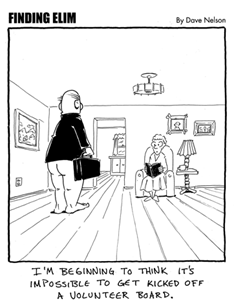 FINDING ELIM
By Dave Nelson
I'M BEGINNING TO THINK IT'S
IMPOSSIBLE TO GET KICKED OFF
A VOLUNTEER BOARD.